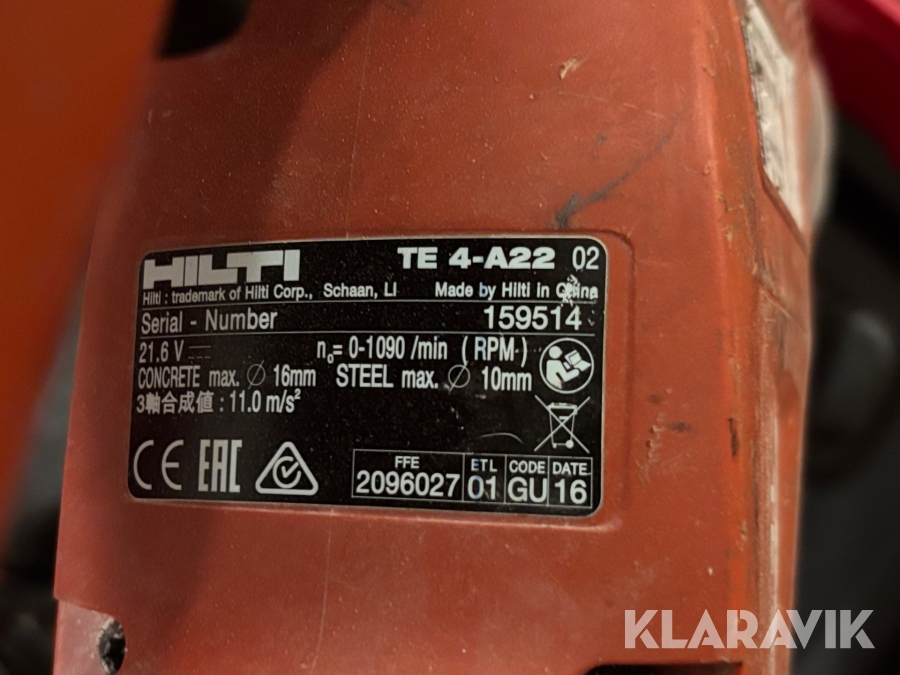 HILTI TE 4-A22 02
Hilti : trademark of Hilti Corp., Schaan, LI Made by Hilti in China
Serial - Number 159514
21.6 V n₀= 0-1090 /min (RPM)
CONCRETE max. ∅ 16mm STEEL max. ∅ 10mm
3軸合成値 : 11.0 m/s²
CE EAC
FFE ETL CODE DATE
2096027 01 GU 16
KLARAVIK